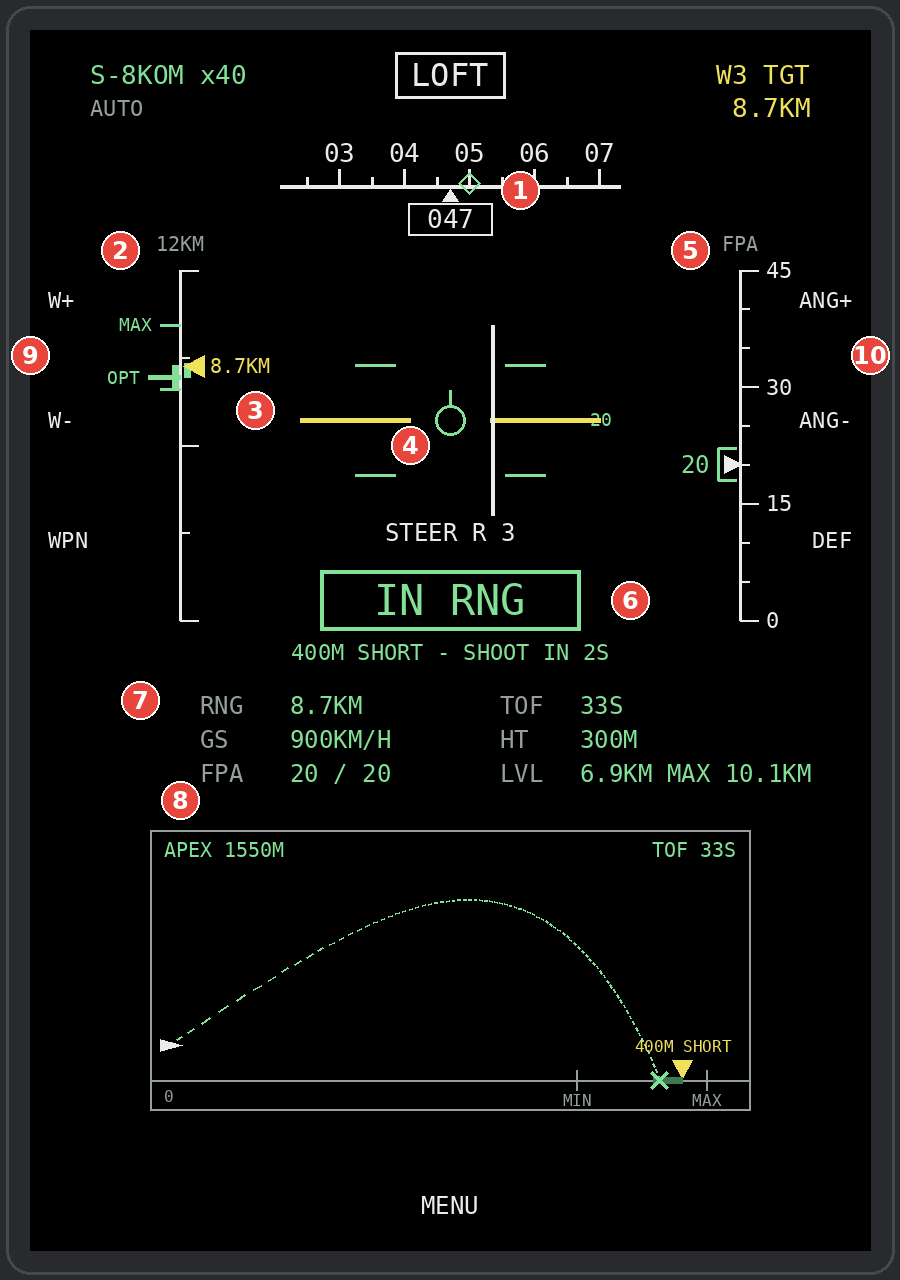 S-8KOM x40
LOFT
W3 TGT
AUTO
8.7KM
03 04 05 06 07
1
047
2
12KM
5
FPA
45
W+
ANG+
MAX
9
10
8.7KM
OPT
30
3
W-
20
ANG-
4
20
15
STEER R 3
WPN
DEF
IN RNG
6
0
400M SHORT - SHOOT IN 2S
7
RNG 8.7KM TOF 33S
GS 900KM/H HT 300M
FPA 20 / 20 LVL 6.9KM MAX 10.1KM
8
APEX 1550M
TOF 33S
400M SHORT
0
MIN
MAX
MENU